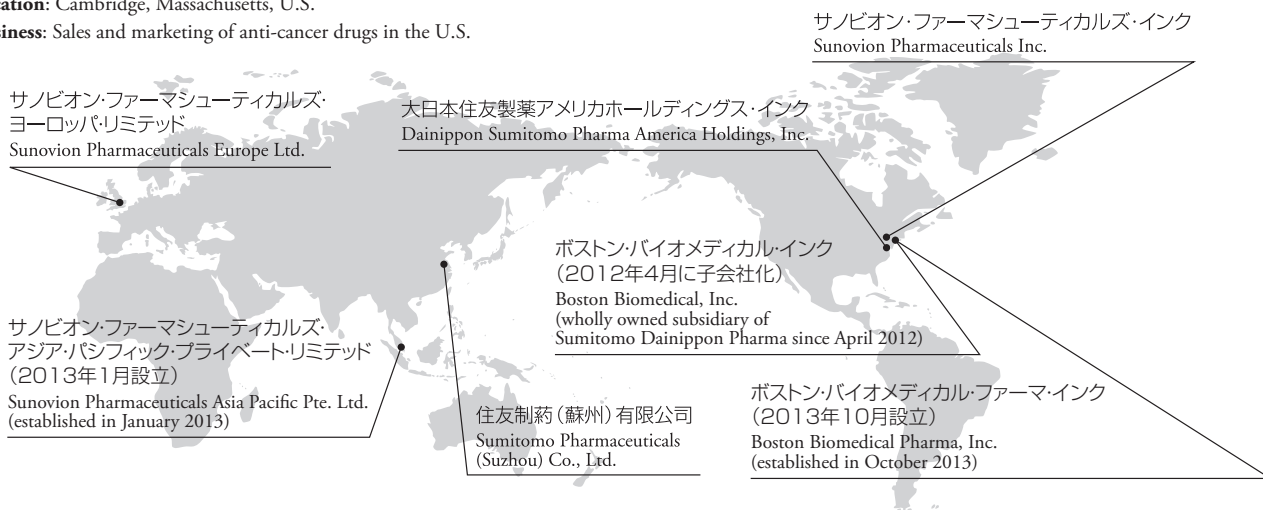 ation: Cambridge, Massachusetts, U.S.
siness: Sales and marketing of anti-cancer drugs in the U.S.
サノビオン・ファーマシューティカルズ・インク
Sunovion Pharmaceuticals Inc.
サノビオン・ファーマシューティカルズ・
ヨーロッパ・リミテッド
Sunovion Pharmaceuticals Europe Ltd.
大日本住友製薬アメリカホールディングス・インク
Dainippon Sumitomo Pharma America Holdings, Inc.
ボストン・バイオメディカル・インク
（2012年4月に子会社化）
Boston Biomedical, Inc.
(wholly owned subsidiary of
Sumitomo Dainippon Pharma since April 2012)
サノビオン・ファーマシューティカルズ・
アジア・パシフィック・プライベート・リミテッド
（2013年1月設立）
Sunovion Pharmaceuticals Asia Pacific Pte. Ltd.
(established in January 2013)
住友制葯（蘇州）有限公司
Sumitomo Pharmaceuticals
(Suzhou) Co., Ltd.
ボストン・バイオメディカル・ファーマ・インク
（2013年10月設立）
Boston Biomedical Pharma, Inc.
(established in October 2013)